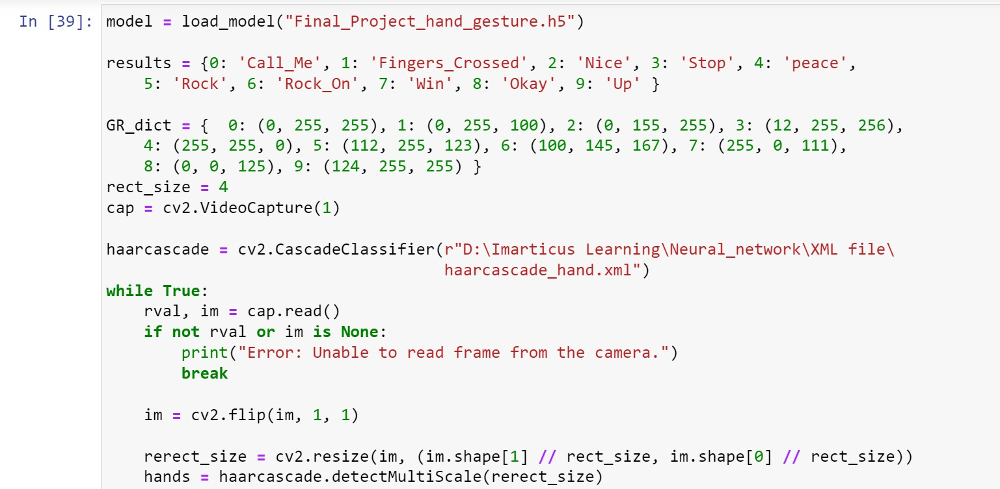 In [39]: model = load_model("Final_Project_hand_gesture.h5")
results = {0: 'Call_Me', 1: 'Fingers_Crossed', 2: 'Nice', 3: 'Stop', 4: 'peace',
    5: 'Rock', 6: 'Rock_On', 7: 'Win', 8: 'Okay', 9: 'Up' }
GR_dict = {  0: (0, 255, 255), 1: (0, 255, 100), 2: (0, 155, 255), 3: (12, 255, 256),
    4: (255, 255, 0), 5: (112, 255, 123), 6: (100, 145, 167), 7: (255, 0, 111),
    8: (0, 0, 125), 9: (124, 255, 255) }
rect_size = 4
cap = cv2.VideoCapture(1)
haarcascade = cv2.CascadeClassifier(r"D:\Imarticus Learning\Neural_network\XML file\
                                    haarcascade_hand.xml")
while True:
    rval, im = cap.read()
    if not rval or im is None:
        print("Error: Unable to read frame from the camera.")
        break
    im = cv2.flip(im, 1, 1)
    rerect_size = cv2.resize(im, (im.shape[1] // rect_size, im.shape[0] // rect_size))
    hands = haarcascade.detectMultiScale(rerect_size)